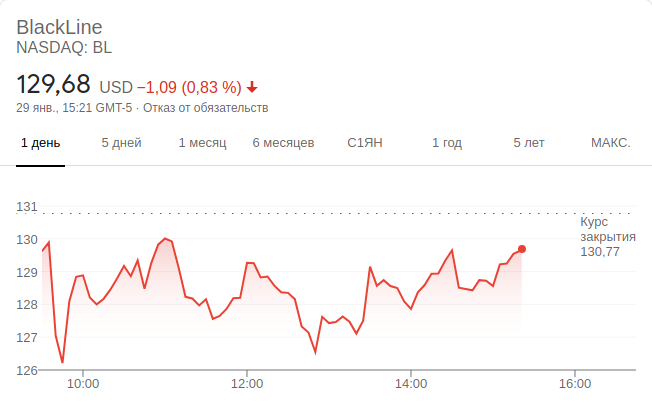 BlackLine
NASDAQ: BL
129,68 USD −1,09 (0,83 %)
29 янв., 15:21 GMT-5 · Отказ от обязательств
1 день 5 дней 1 месяц 6 месяцев С1ЯН 1 год 5 лет МАКС.
131
130
129
128
127
126
Курс
закрытия
130,77
10:00 12:00 14:00 16:00